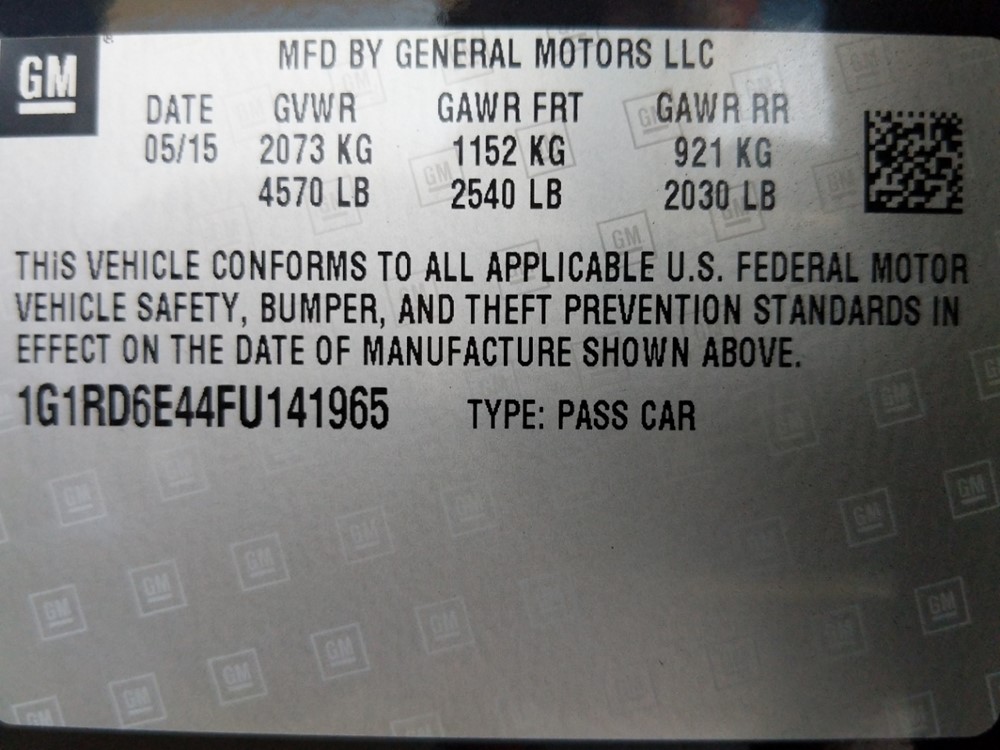 GM
MFD BY GENERAL MOTORS LLC
DATE GVWR GAWR FRT GAWR RR
05/15 2073 KG 1152 KG 921 KG
4570 LB 2540 LB 2030 LB
THiS VEHICLE CONFORMS TO ALL APPLICABLE U.S. FEDERAL MOTOR
VEHICLE SAFETY, BUMPER, AND THEFT PREVENTION STANDARDS IN
EFFECT ON THE DATE OF MANUFACTURE SHOWN ABOVE.
1G1RD6E44FU141965 TYPE: PASS CAR